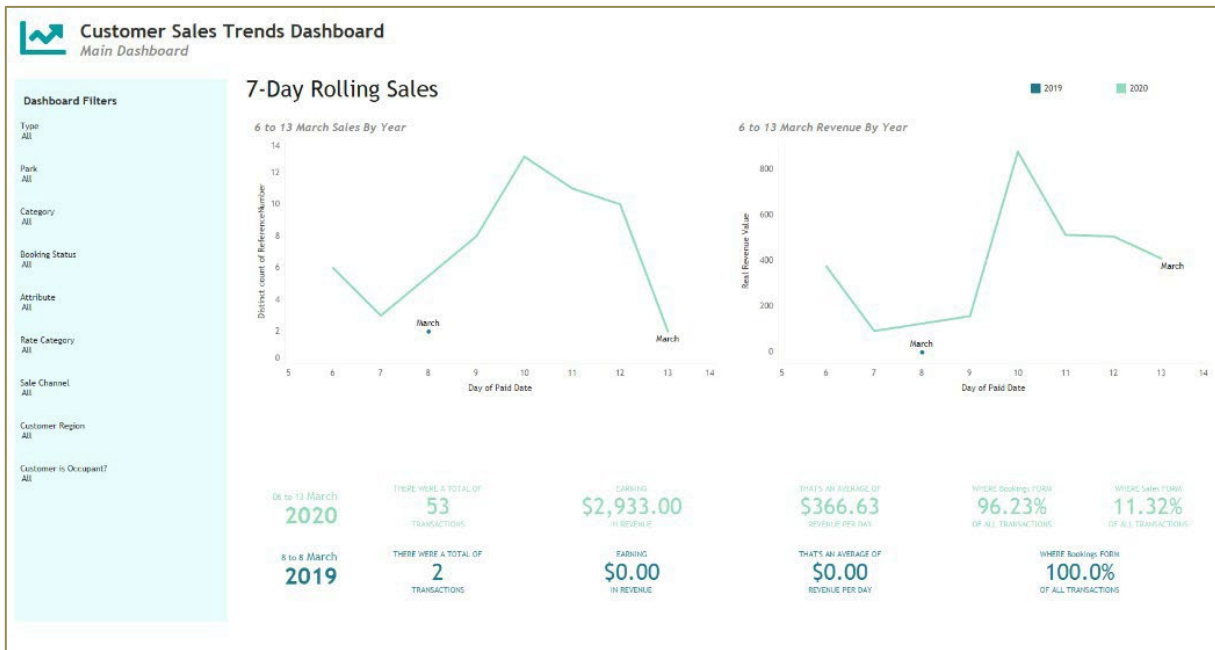 Customer Sales Trends Dashboard
Main Dashboard
Dashboard Filters
Type
All
Park
All
Category
All
Booking Status
All
Attribute
All
Rate Category
All
Sale Channel
All
Customer Region
All
Customer is Occupant?
All
7-Day Rolling Sales
2019
2020
6 to 13 March Sales By Year
Distinct count of ReferenceNumber
14
12
10
8
6
4
2
0
March
March
5 6 7 8 9 10 11 12 13 14
Day of Paid Date
6 to 13 March Revenue By Year
Real Revenue Value
800
600
400
200
0
March
March
5 6 7 8 9 10 11 12 13 14
Day of Paid Date
06 to 13 March
2020
THERE WERE A TOTAL OF
53
TRANSACTIONS
EARNING
$2,933.00
IN REVENUE
THAT'S AN AVERAGE OF
$366.63
REVENUE PER DAY
WHERE Bookings FORM
96.23%
OF ALL TRANSACTIONS
WHERE Sales FORM
11.32%
OF ALL TRANSACTIONS
8 to 8 March
2019
THERE WERE A TOTAL OF
2
TRANSACTIONS
EARNING
$0.00
IN REVENUE
THAT'S AN AVERAGE OF
$0.00
REVENUE PER DAY
WHERE Bookings FORM
100.0%
OF ALL TRANSACTIONS